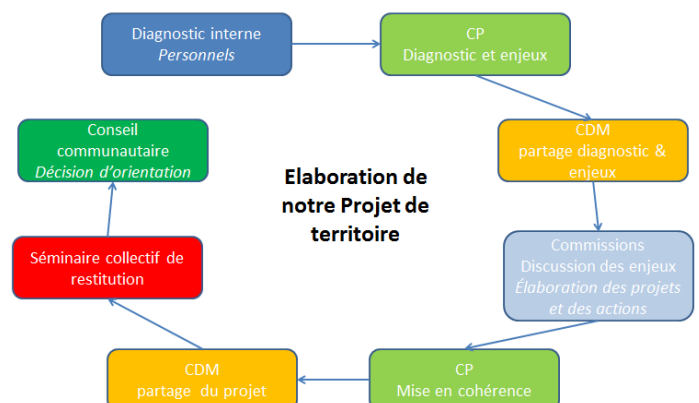 Diagnostic interne
Personnels
CP
Diagnostic et enjeux
CDM
partage diagnostic &
enjeux
Commissions
Discussion des enjeux
Élaboration des projets
et des actions
CP
Mise en cohérence
CDM
partage du projet
Séminaire collectif de
restitution
Conseil
communautaire
Décision d'orientation
Elaboration de
notre Projet de
territoire